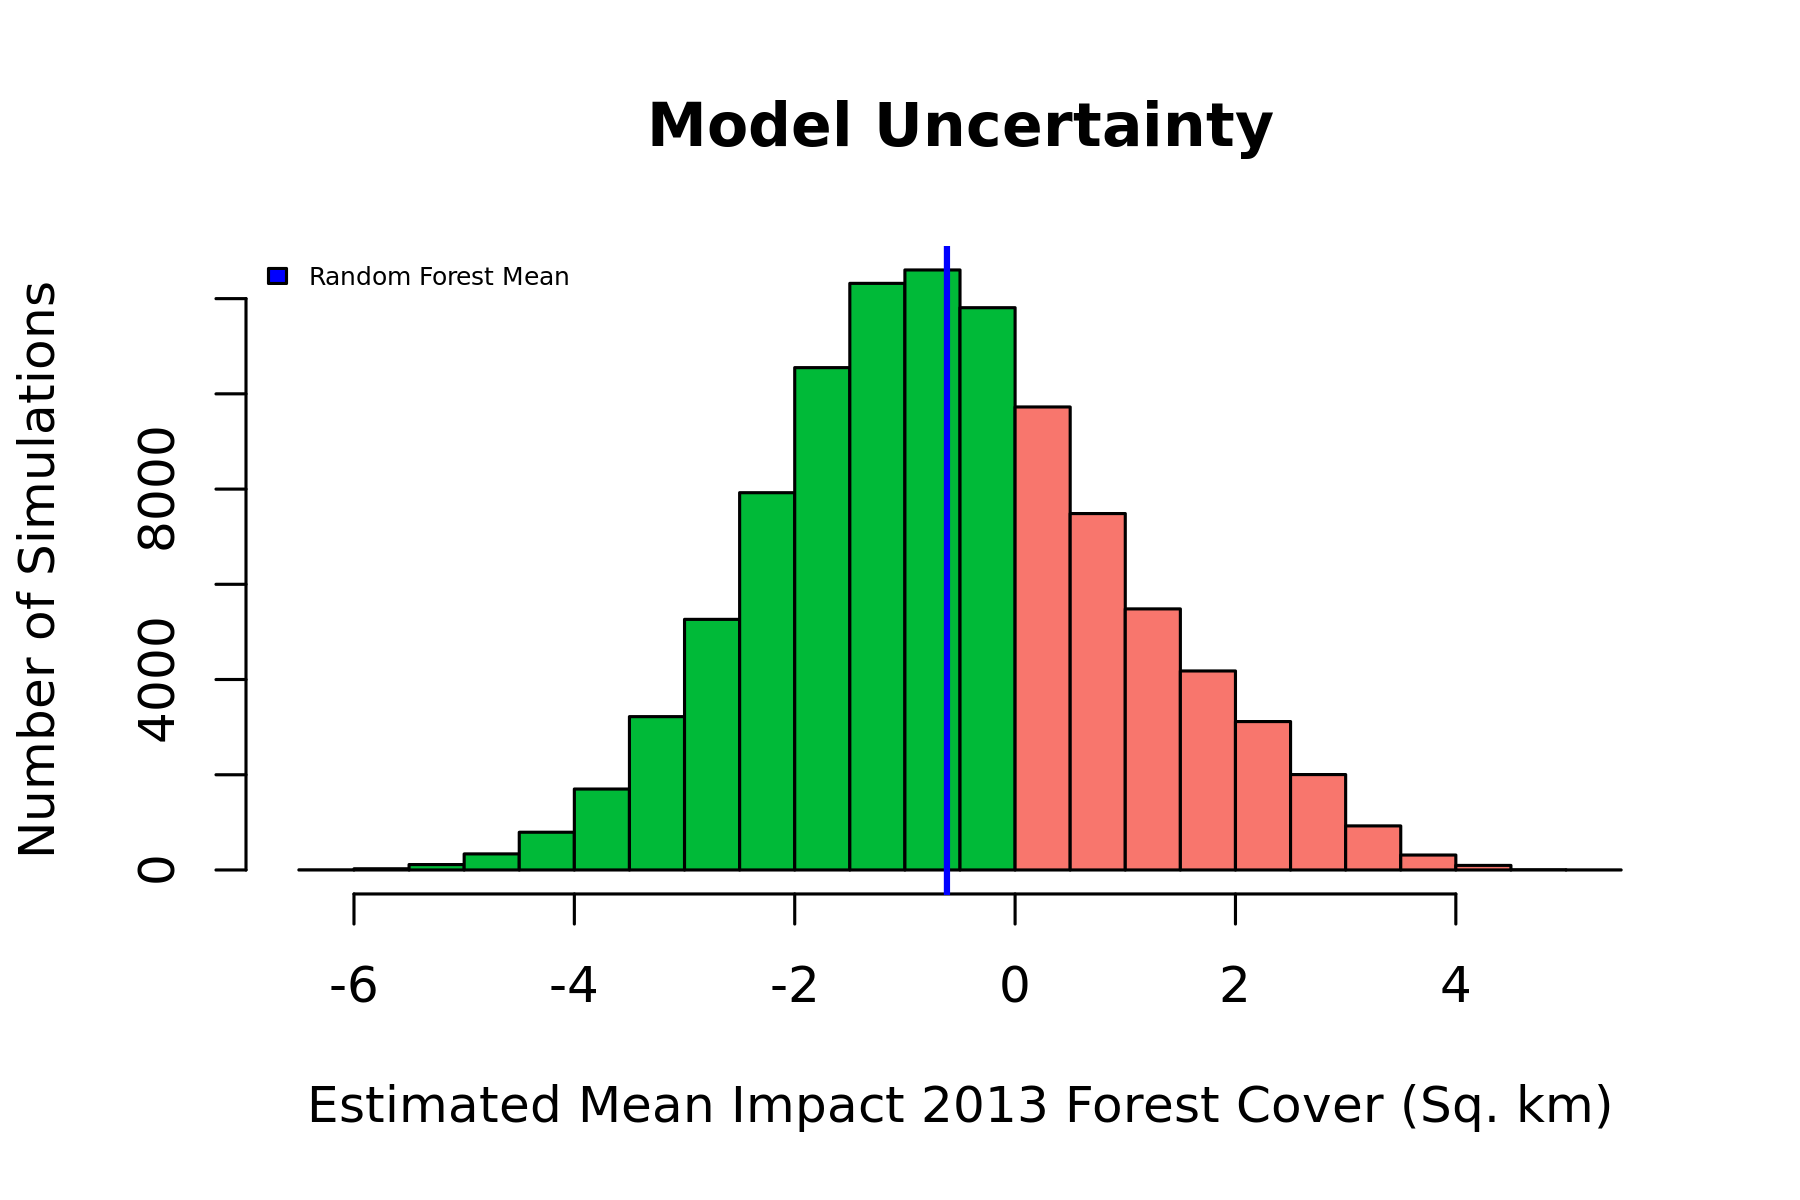 Model Uncertainty
Random Forest Mean
Number of Simulations
8000
4000
0
-6 -4 -2 0 2 4
Estimated Mean Impact 2013 Forest Cover (Sq. km)